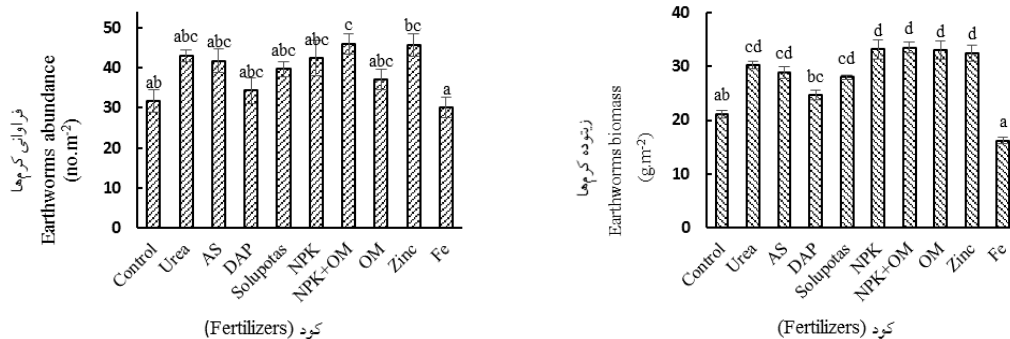 فراوانی کرم‌ها
Earthworms abundance
(no.m-2)
50
40
30
20
10
0
ab
abc
abc
abc
abc
abc
c
abc
bc
a
Control
Urea
AS
DAP
Solupotas
NPK
NPK+OM
OM
Zinc
Fe
کود (Fertilizers)
زیتوده کرم‌ها
Earthworms biomass
(g.m-2)
40
30
20
10
0
ab
cd
cd
bc
cd
d
d
d
d
a
Control
Urea
AS
DAP
Solupotas
NPK
NPK+OM
OM
Zinc
Fe
کود (Fertilizers)